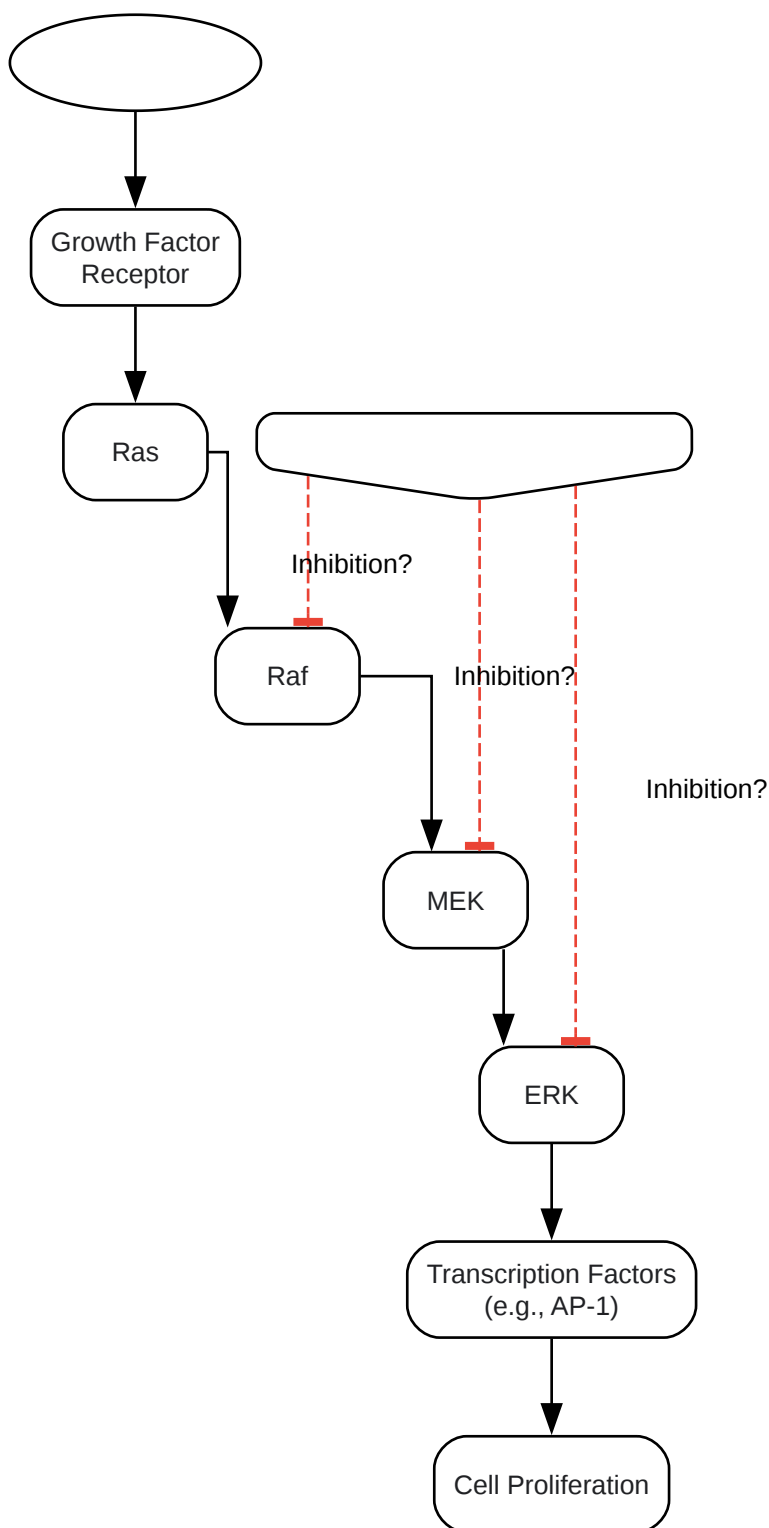 Growth Factor
Receptor
Ras
Inhibition?
Raf
Inhibition?
Inhibition?
MEK
ERK
Transcription Factors
(e.g., AP-1)
Cell Proliferation